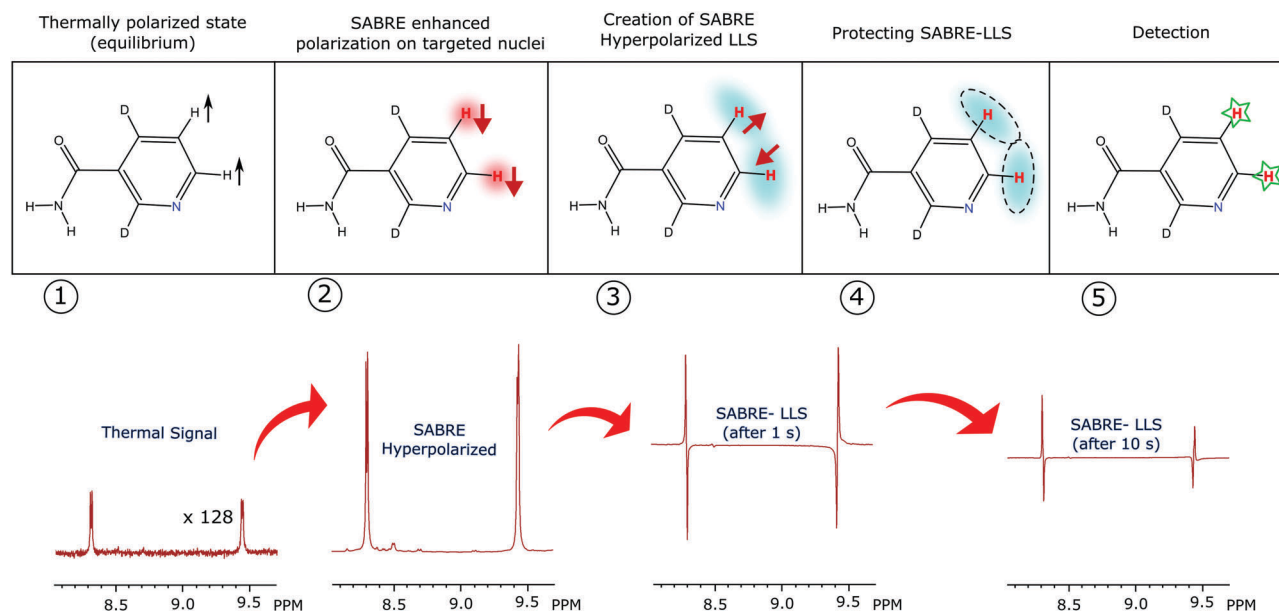 Thermally polarized state
(equilibrium)
SABRE enhanced
polarization on targeted nuclei
Creation of SABRE
Hyperpolarized LLS
Protecting SABRE-LLS
Detection
D H O H H N H D N
D H O H H N H D N
D H O H H N H D N
D H O H H N H D N
D H O H H N H D N
1 2 3 4 5
Thermal Signal
x 128
SABRE
Hyperpolarized
SABRE- LLS
(after 1 s)
SABRE- LLS
(after 10 s)
8.5 9.0 9.5 PPM
8.5 9.0 9.5 PPM
8.5 9.0 9.5 PPM
8.5 9.0 9.5 PPM